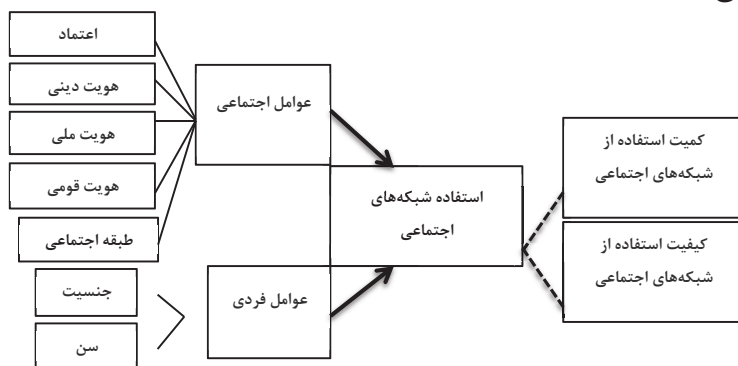 اعتماد
هویت دینی
هویت ملی
هویت قومی
طبقه اجتماعی
جنسیت
سن
عوامل اجتماعی
عوامل فردی
استفاده شبکه‌های
اجتماعی
کمیت استفاده از
شبکه‌های اجتماعی
کیفیت استفاده از
شبکه‌های اجتماعی